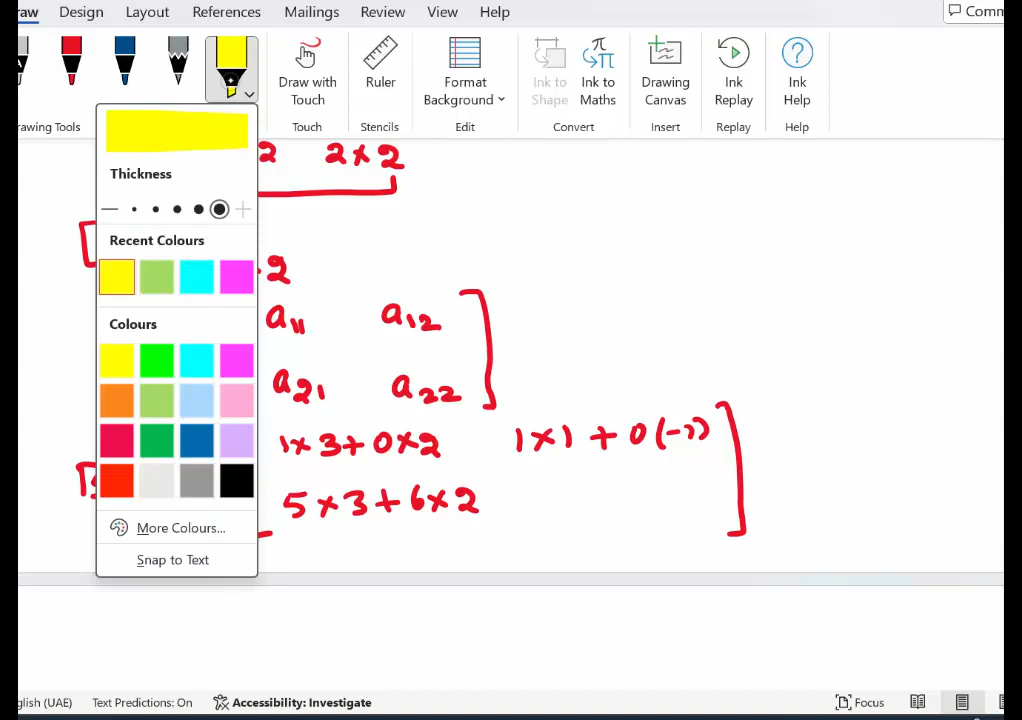 aw Design Layout References Mailings Review View Help Comm
Draw with Touch Ruler Format Background Ink to Shape Ink to Maths Drawing Canvas Ink Replay Ink Help
rawing Tools Touch Stencils Edit Convert Insert Replay Help
2 2 × 2
Thickness
Recent Colours
2
Colours
a11 a12
a21 a22
1×3+0×2 1×1 + 0(-2)
5×3+6×2
More Colours...
Snap to Text
glish (UAE) Text Predictions: On Accessibility: Investigate Focus